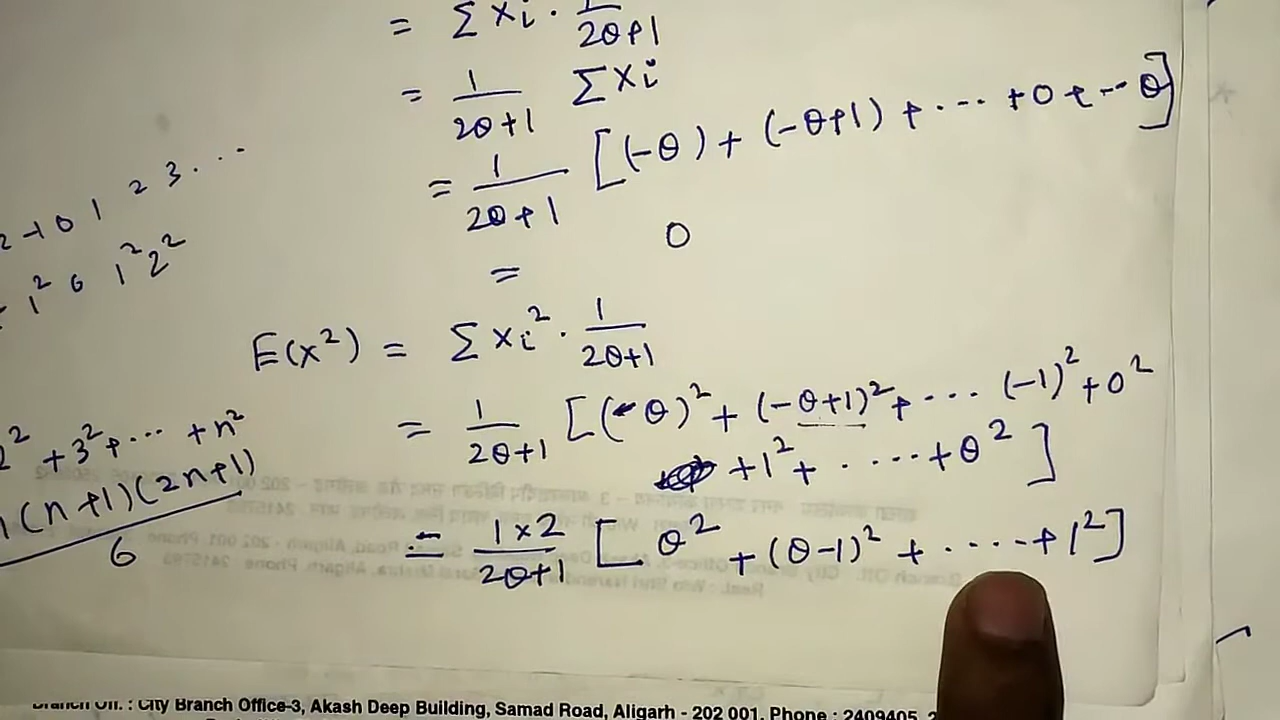 = Σ xi · 1/2θ+1
= 1/2θ+1 Σ xi
= 1/2θ+1 [(-θ) + (-θ+1) + ··· +0 + ··· θ]
= 0
2 -1 0 1 2 3 ...
1² 0 1² 2²
E(x²) = Σ xi² · 1/2θ+1
= 1/2θ+1 [(-θ)² + (-θ+1)² + ··· (-1)² + 0²
+1² + ····· + θ²]
2² + 3² + ··· + n²
(n+1)(2n+1)
6
= 1×2/2θ+1 [θ² + (θ-1)² + ····· + 1²]
Branch Off. : City Branch Office-3, Akash Deep Building, Samad Road, Aligarh - 202 001. Phone : 2409405,